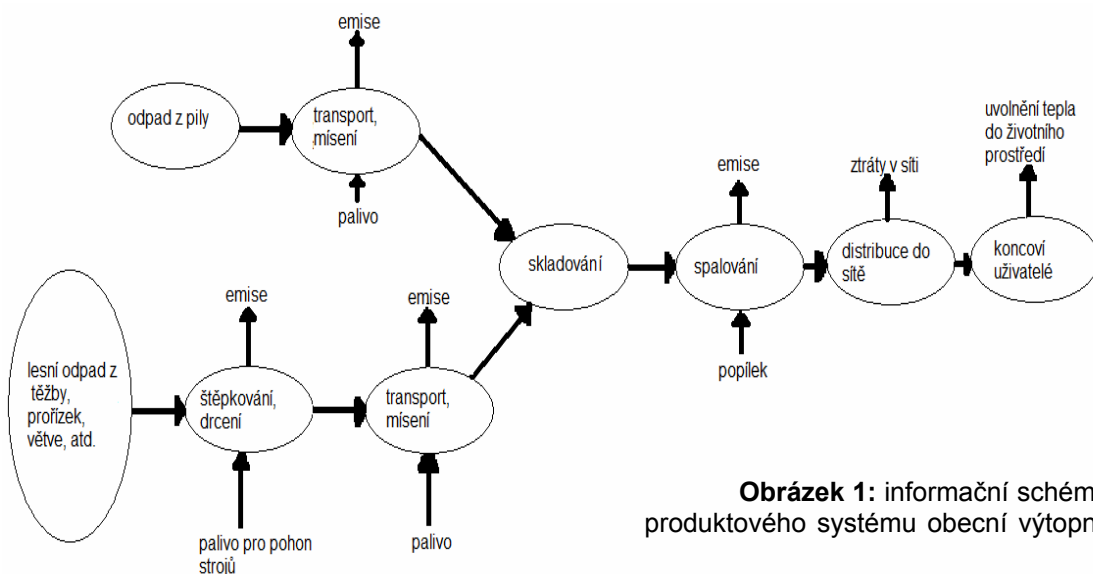 emise
odpad z pily
transport,
mísení
palivo
uvolnění tepla
do životního
prostředí
emise
ztráty v síti
skladování
spalování
distribuce do
sítě
koncoví
uživatelé
popílek
lesní odpad z
těžby,
prořízek,
větve, atd.
emise
štěpkování,
drcení
palivo pro pohon
strojů
emise
transport,
mísení
palivo
Obrázek 1: informační schém
produktového systému obecní výtopn